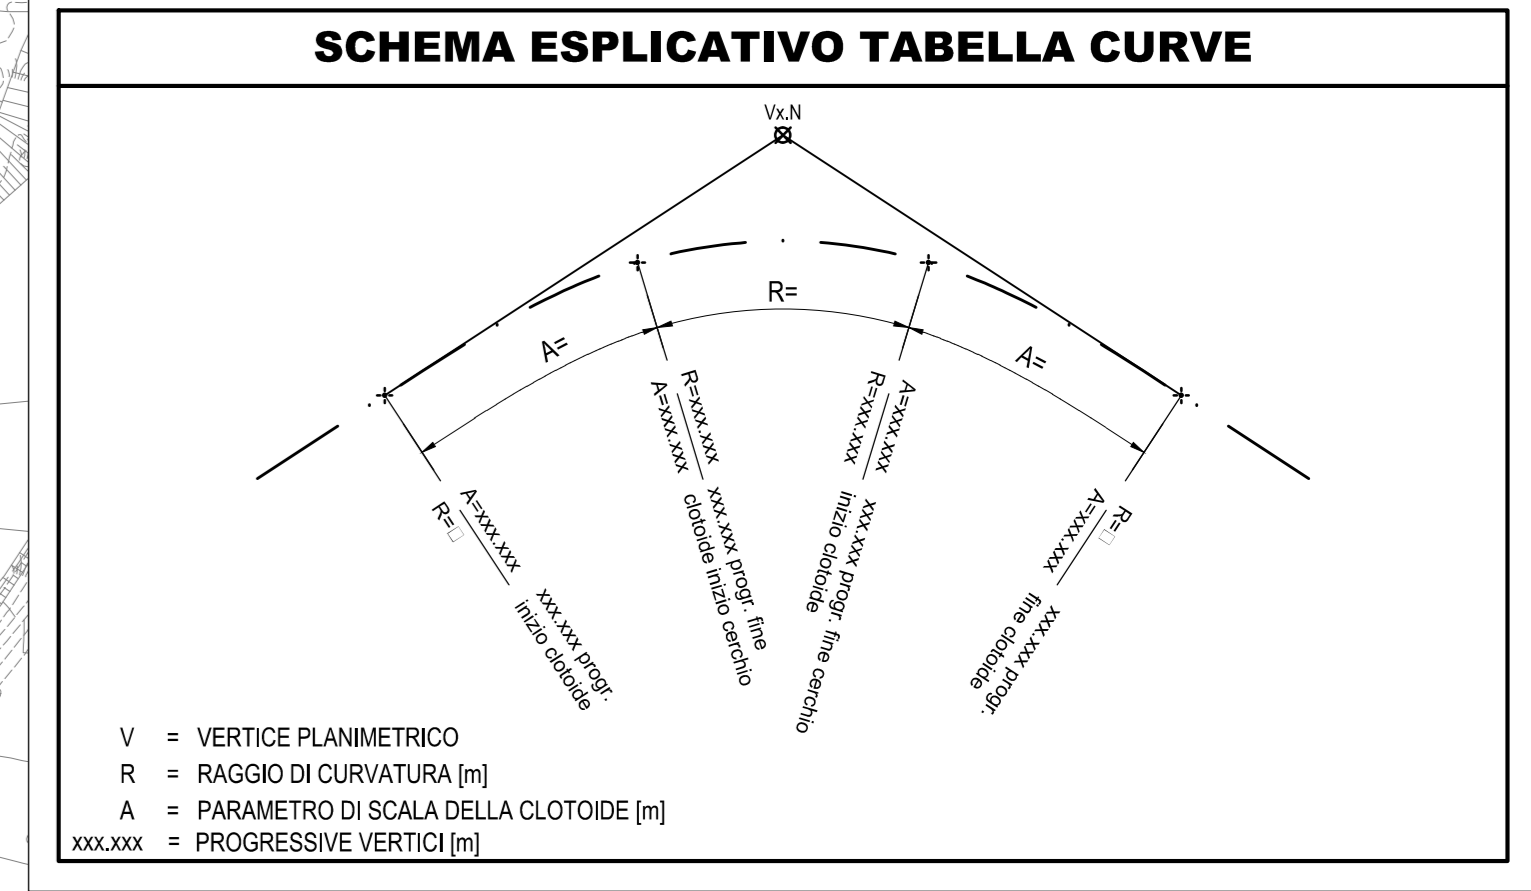 SCHEMA ESPLICATIVO TABELLA CURVE
Vx.N
R=
A=
A=
A=xxx.xxx
R=□
xxx.xxx progr.
inizio clotoide
R=xxx.xxx
A=xxx.xxx
xxx.xxx progr. fine
clotoide inizio cerchio
A=xxx.xxx
R=xxx.xxx
xxx.xxx progr. fine cerchio
inizio clotoide
R=□
A=xxx.xxx
xxx.xxx progr.
fine clotoide
V = VERTICE PLANIMETRICO
R = RAGGIO DI CURVATURA [m]
A = PARAMETRO DI SCALA DELLA CLOTOIDE [m]
xxx.xxx = PROGRESSIVE VERTICI [m]